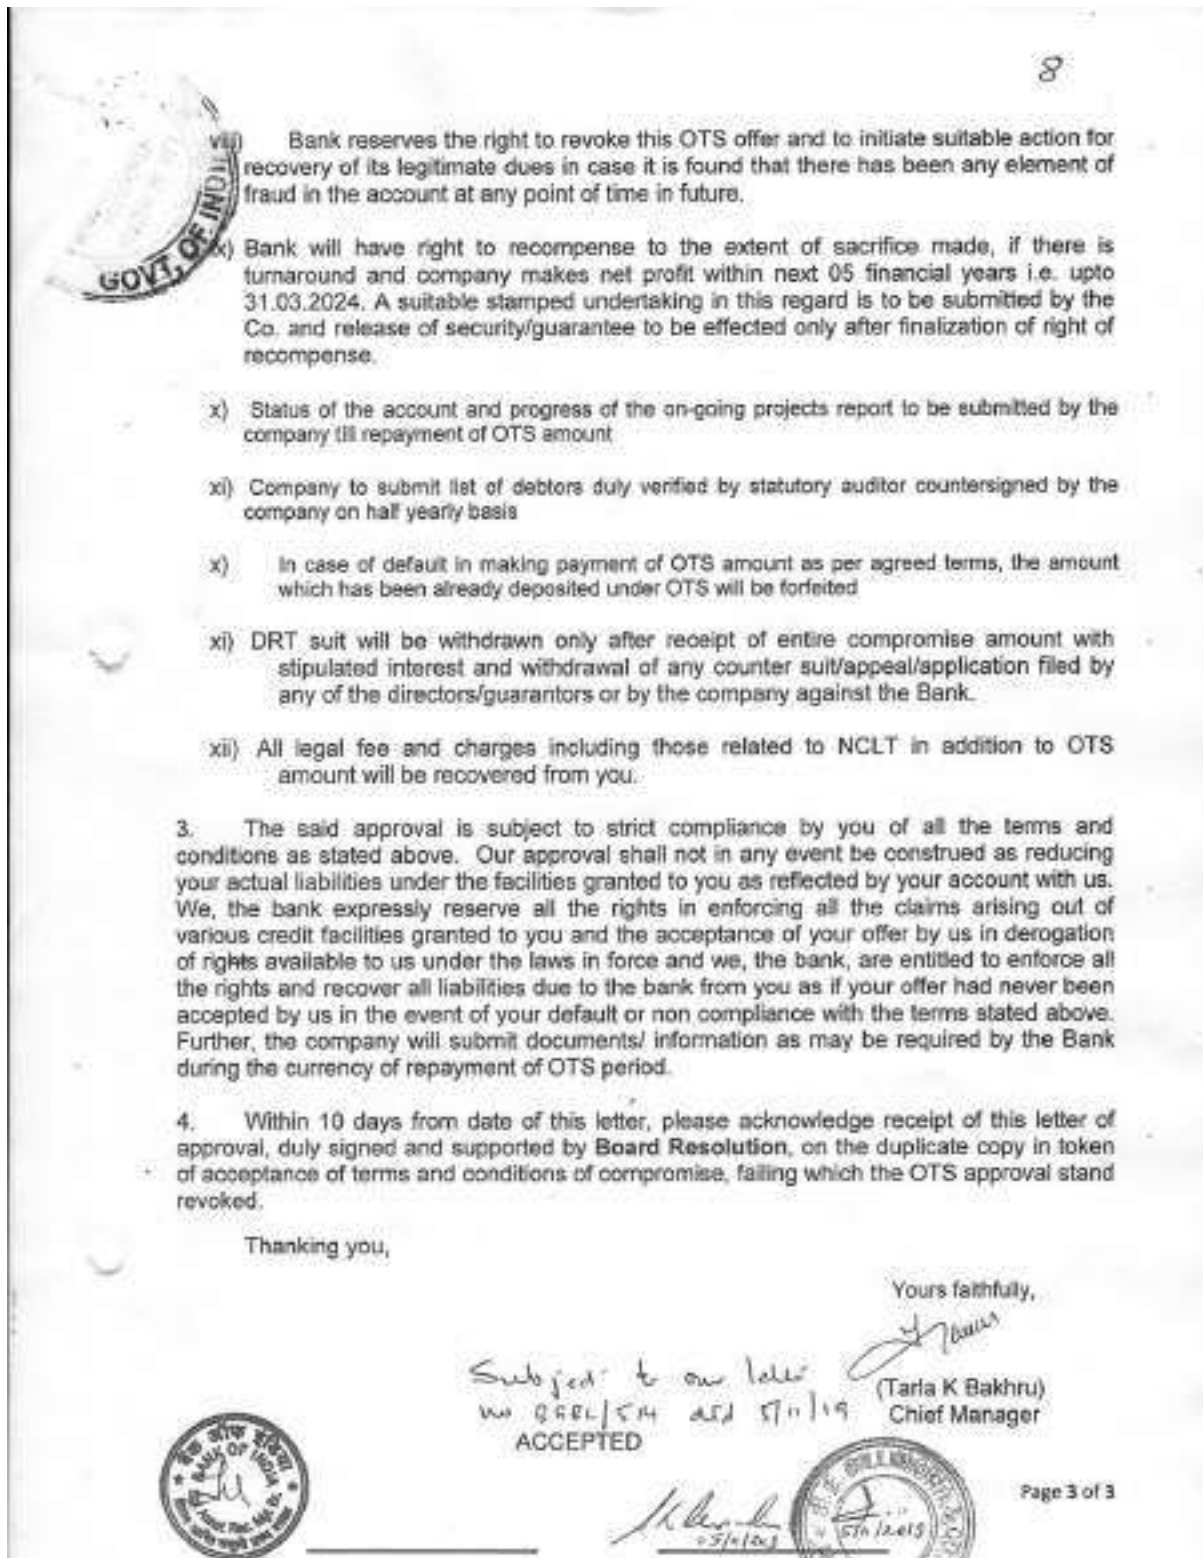 8
viii) Bank reserves the right to revoke this OTS offer and to initiate suitable action for
recovery of its legitimate dues in case it is found that there has been any element of
fraud in the account at any point of time in future.
GOVT. OF INDI
x) Bank will have right to recompense to the extent of sacrifice made, if there is
turnaround and company makes net profit within next 05 financial years i.e. upto
31.03.2024. A suitable stamped undertaking in this regard is to be submitted by the
Co. and release of security/guarantee to be effected only after finalization of right of
recompense.
x) Status of the account and progress of the on-going projects report to be submitted by the
company till repayment of OTS amount
xi) Company to submit list of debtors duly verified by statutory auditor countersigned by the
company on half yearly basis
x) In case of default in making payment of OTS amount as per agreed terms, the amount
which has been already deposited under OTS will be forfeited
xi) DRT suit will be withdrawn only after receipt of entire compromise amount with
stipulated interest and withdrawal of any counter suit/appeal/application filed by
any of the directors/guarantors or by the company against the Bank.
xii) All legal fee and charges including those related to NCLT in addition to OTS
amount will be recovered from you.
3. The said approval is subject to strict compliance by you of all the terms and
conditions as stated above. Our approval shall not in any event be construed as reducing
your actual liabilities under the facilities granted to you as reflected by your account with us.
We, the bank expressly reserve all the rights in enforcing all the claims arising out of
various credit facilities granted to you and the acceptance of your offer by us in derogation
of rights available to us under the laws in force and we, the bank, are entitled to enforce all
the rights and recover all liabilities due to the bank from you as if your offer had never been
accepted by us in the event of your default or non compliance with the terms stated above.
Further, the company will submit documents/ information as may be required by the Bank
during the currency of repayment of OTS period.
4. Within 10 days from date of this letter, please acknowledge receipt of this letter of
approval, duly signed and supported by Board Resolution, on the duplicate copy in token
of acceptance of terms and conditions of compromise, failing which the OTS approval stand
revoked.
Thanking you,
Yours faithfully,
(Tarla K Bakhru)
Chief Manager
Subject to our letter
no dtd 5/11/19
ACCEPTED
बैंक ऑफ इंडिया
BANK OF INDIA
Page 3 of 3
5/11/2019
5/11/2019